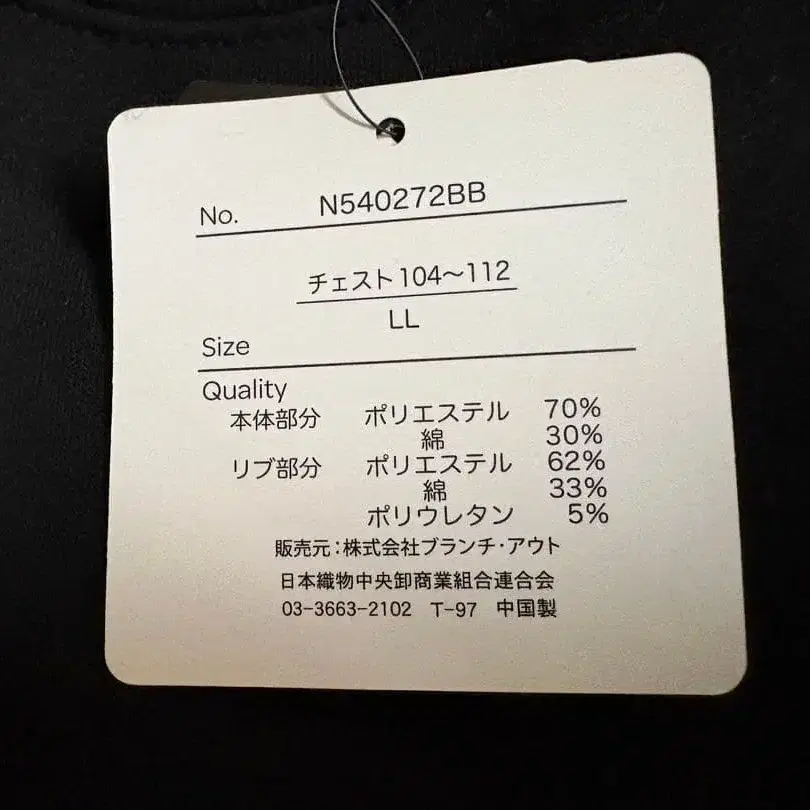 No. N540272BB
チェスト104〜112
LL
Size
Quality
本体部分 ポリエステル 70%
綿 30%
リブ部分 ポリエステル 62%
綿 33%
ポリウレタン 5%
販売元:株式会社ブランチ・アウト
日本織物中央卸商業組合連合会
03-3663-2102 T-97 中国製